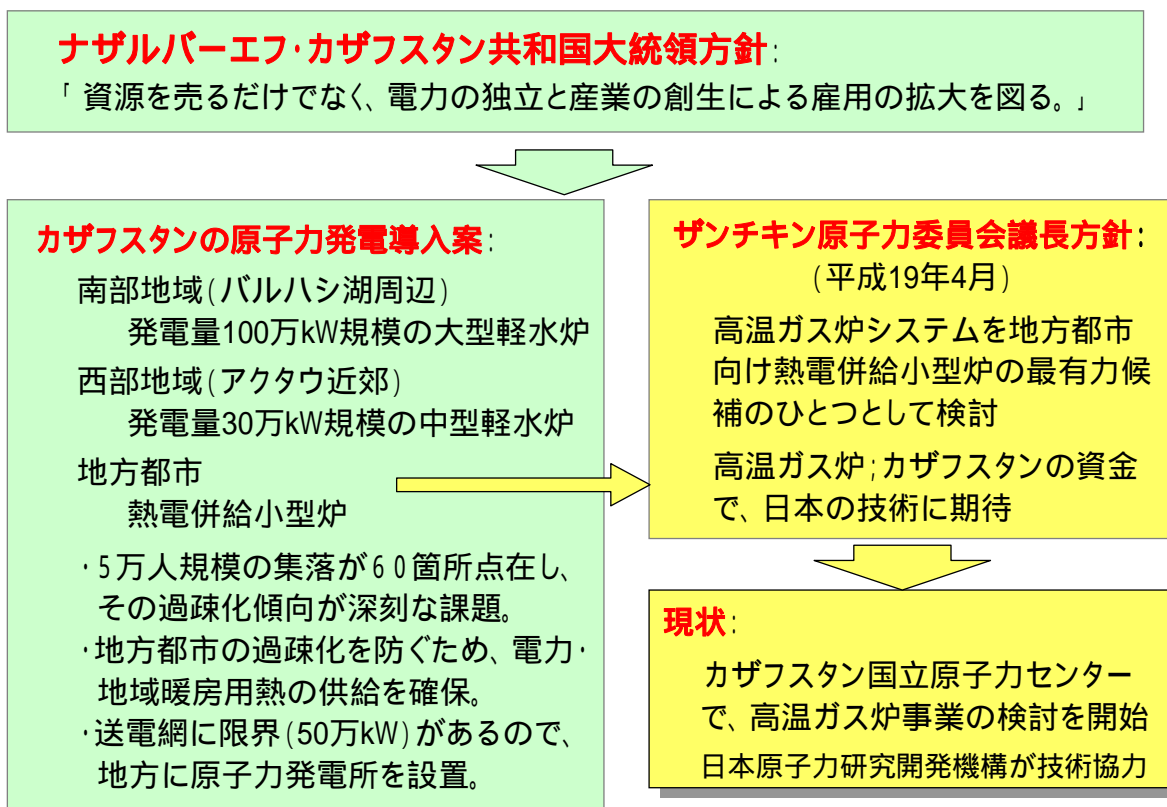 ナザルバーエフ･カザフスタン共和国大統領方針:
「資源を売るだけでなく、電力の独立と産業の創生による雇用の拡大を図る。」
カザフスタンの原子力発電導入案:
南部地域(バルハシ湖周辺)
発電量100万kW規模の大型軽水炉
西部地域(アクタウ近郊)
発電量30万kW規模の中型軽水炉
地方都市
熱電併給小型炉
･5万人規模の集落が６０箇所点在し、
その過疎化傾向が深刻な課題。
･地方都市の過疎化を防ぐため、電力･
地域暖房用熱の供給を確保。
･送電網に限界(50万kW)があるので、
地方に原子力発電所を設置。
ザンチキン原子力委員会議長方針:
(平成19年4月)
高温ガス炉システムを地方都市
向け熱電併給小型炉の最有力候
補のひとつとして検討
高温ガス炉;カザフスタンの資金
で、日本の技術に期待
現状:
カザフスタン国立原子力センター
で、高温ガス炉事業の検討を開始
日本原子力研究開発機構が技術協力